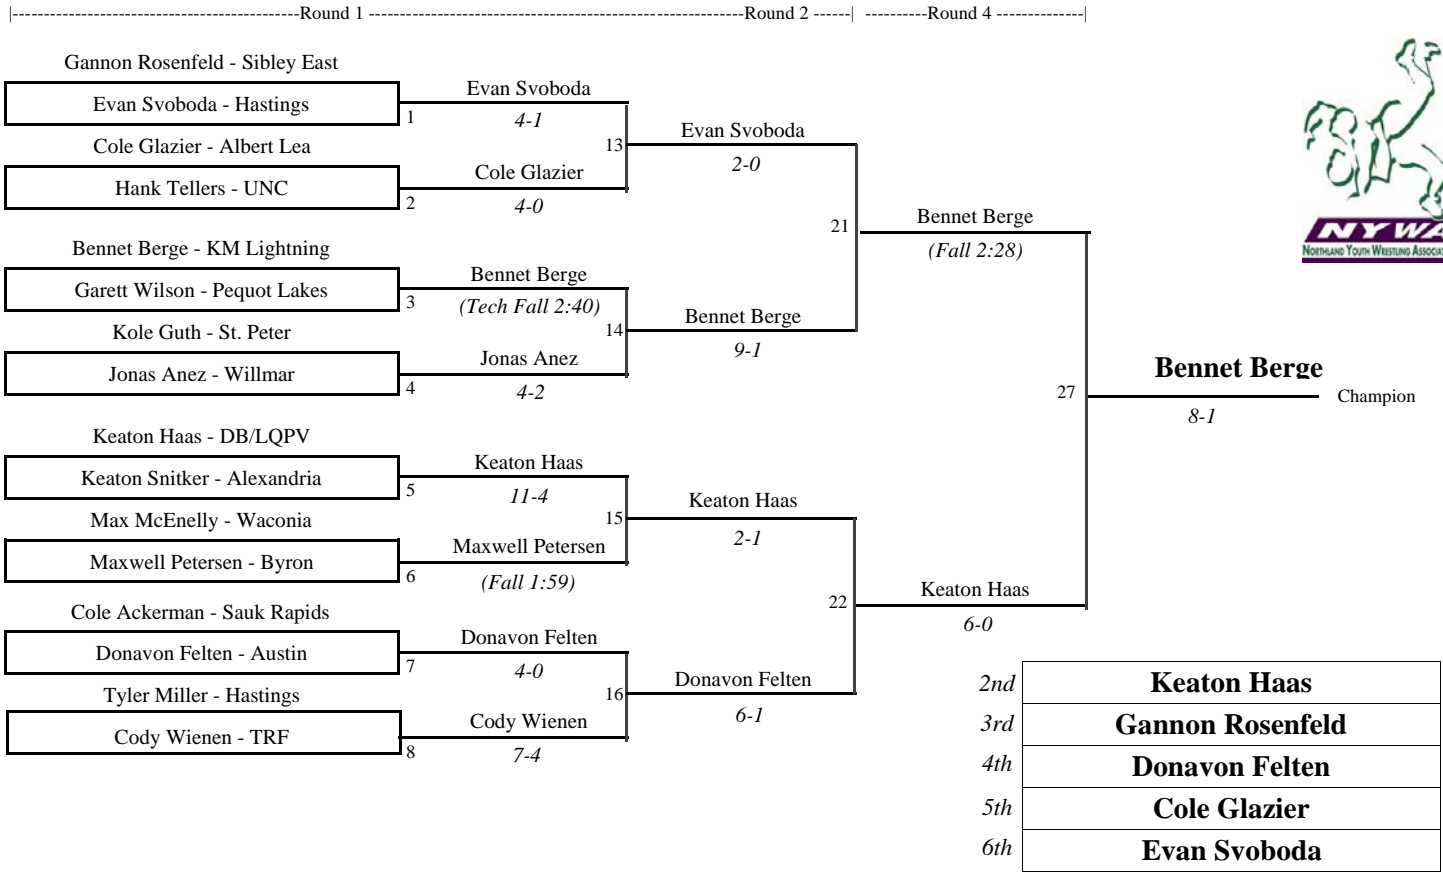 |----------------------------------------------Round 1 ------------------------------------------------------------Round 2 ------| ----------Round 4 --------------|
Gannon Rosenfeld - Sibley East
Evan Svoboda - Hastings
1
Cole Glazier - Albert Lea
Hank Tellers - UNC
2
Bennet Berge - KM Lightning
Garett Wilson - Pequot Lakes
3
Kole Guth - St. Peter
Jonas Anez - Willmar
4
Keaton Haas - DB/LQPV
Keaton Snitker - Alexandria
5
Max McEnelly - Waconia
Maxwell Petersen - Byron
6
Cole Ackerman - Sauk Rapids
Donavon Felten - Austin
7
Tyler Miller - Hastings
Cody Wienen - TRF
8
Evan Svoboda
4-1
13
Cole Glazier
4-0
Bennet Berge
(Tech Fall 2:40)
14
Jonas Anez
4-2
Keaton Haas
11-4
15
Maxwell Petersen
(Fall 1:59)
Donavon Felten
4-0
16
Cody Wienen
7-4
Evan Svoboda
2-0
21
Bennet Berge
9-1
Keaton Haas
2-1
22
Donavon Felten
6-1
Bennet Berge
(Fall 2:28)
27
Keaton Haas
6-0
Bennet Berge
Champion
8-1
NYWA
NORTHLAND YOUTH WRESTLING ASSOCIAT
2nd Keaton Haas
3rd Gannon Rosenfeld
4th Donavon Felten
5th Cole Glazier
6th Evan Svoboda